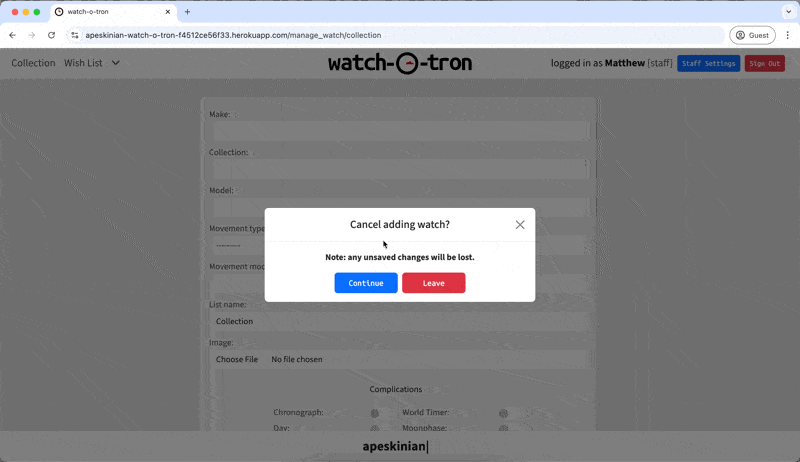 watch-o-tron
apeskinian-watch-o-tron-f4512ce56f33.herokuapp.com/manage_watch/collection
Guest
Collection Wish List
watch-O-tron
logged in as Matthew [staff]
Staff Settings
Sign Out
Make:
Collection:
Model:
Movement type
---------
Movement mod
Cancel adding watch?
Note: any unsaved changes will be lost.
Continue Leave
List name:
Collection
Image:
Choose File No file chosen
Complications
Chronograph: World Timer:
Day: Moonphase:
apeskinian|